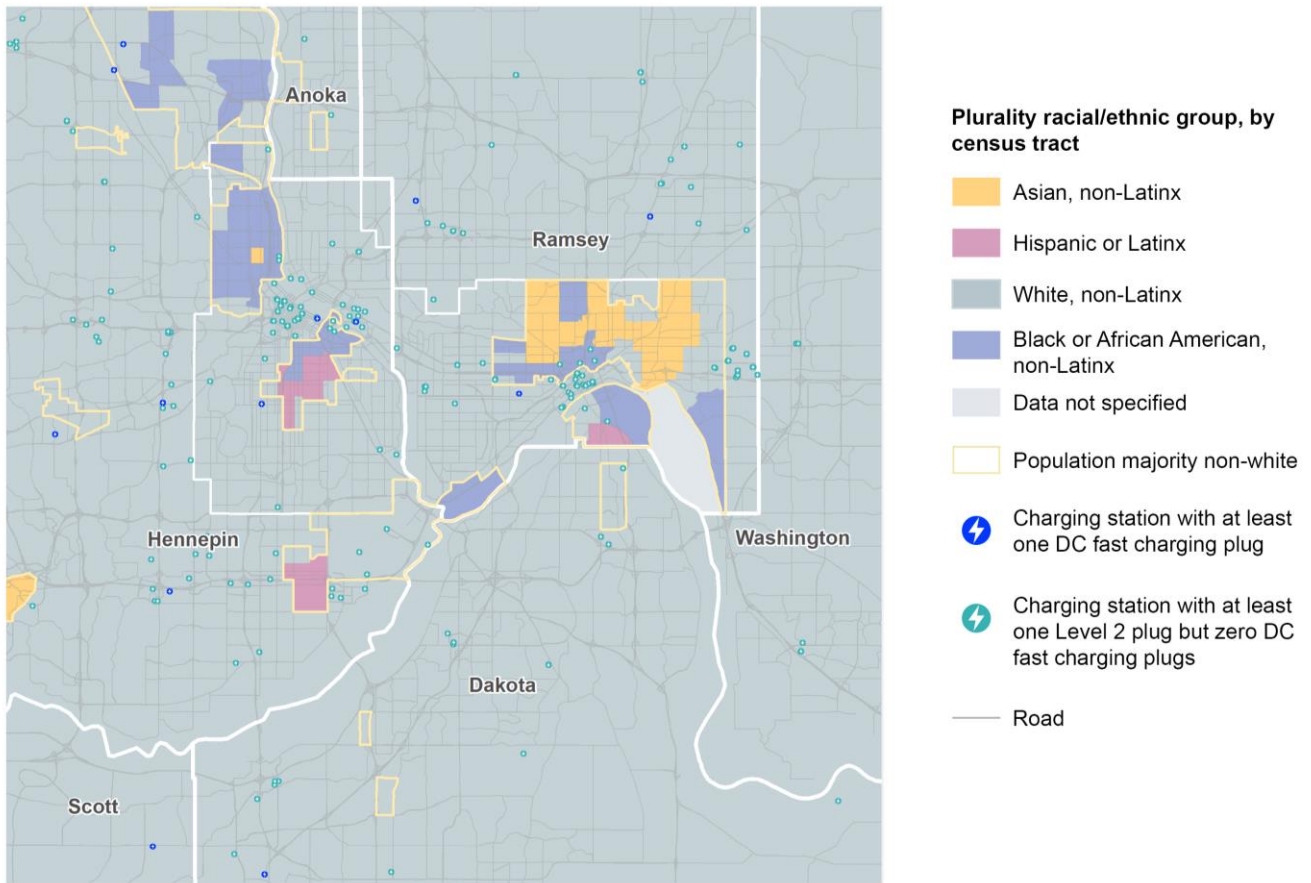 Anoka
Ramsey
Hennepin
Washington
Dakota
Scott
Plurality racial/ethnic group, by
census tract
Asian, non-Latinx
Hispanic or Latinx
White, non-Latinx
Black or African American,
non-Latinx
Data not specified
Population majority non-white
Charging station with at least
one DC fast charging plug
Charging station with at least
one Level 2 plug but zero DC
fast charging plugs
Road